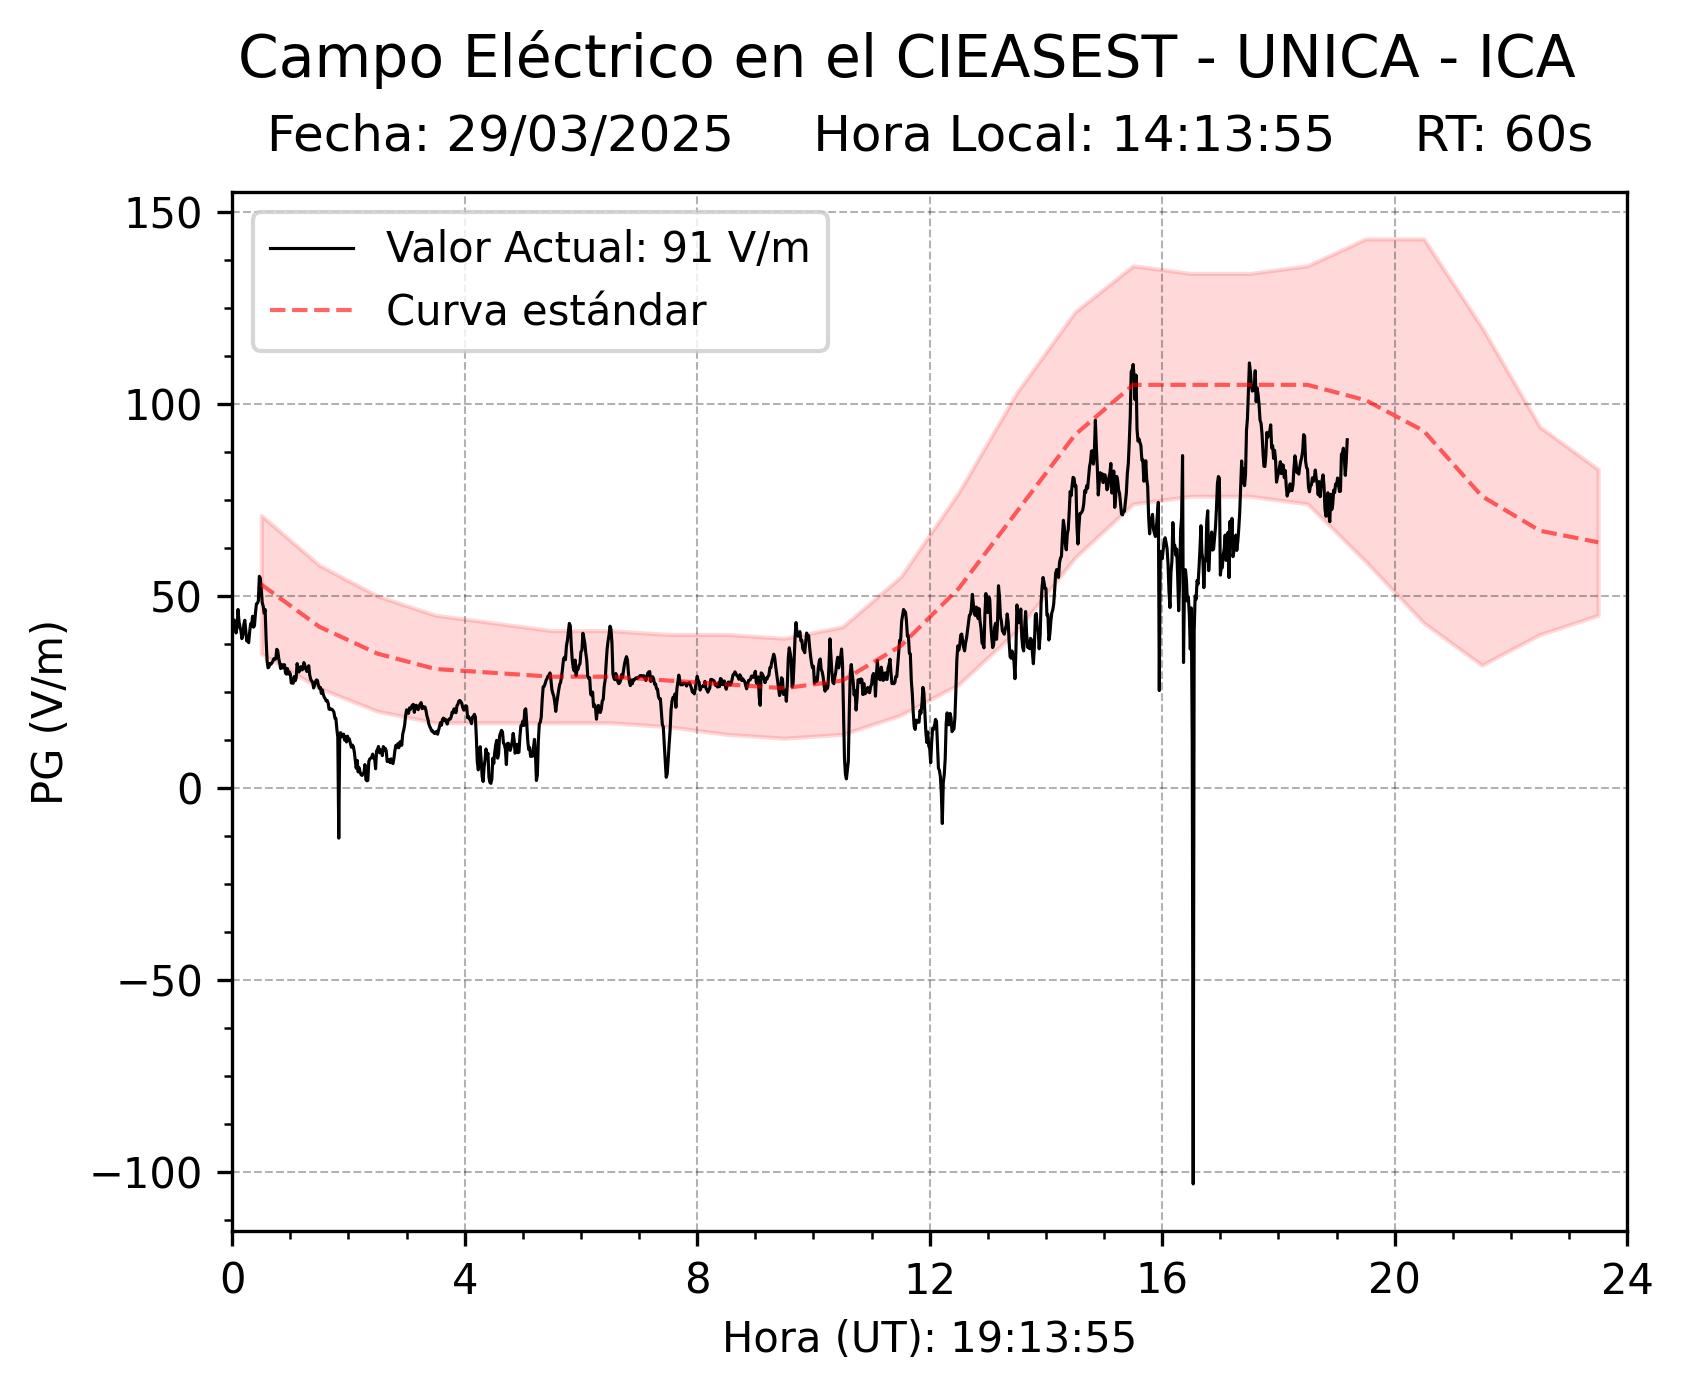 Campo Eléctrico en el CIEASEST - UNICA - ICA
Fecha: 29/03/2025 Hora Local: 14:13:55 RT: 60s
Valor Actual: 91 V/m
Curva estándar
PG (V/m)
150
100
50
0
−50
−100
0 4 8 12 16 20 24
Hora (UT): 19:13:55